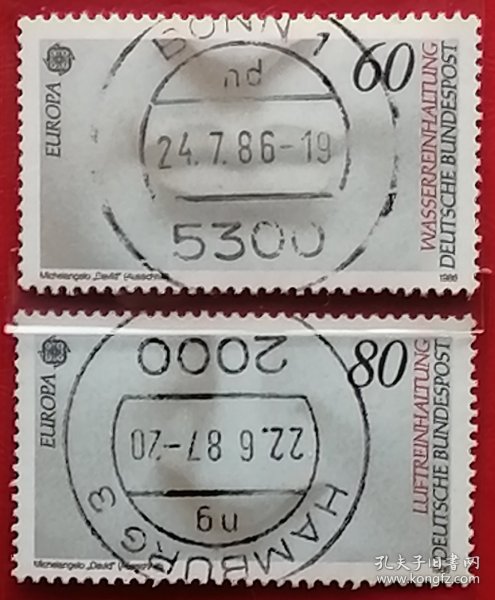 BONN 1
nd
24.7.86-19
5300
EUROPA
60
WASSERREINHALTUNG
DEUTSCHE BUNDESPOST
Michelangelo „David“ (Ausschnitt)
1986
2000
22.6.87-20
ng
HAMBURG 3
EUROPA
80
LUFTREINHALTUNG
DEUTSCHE BUNDESPOST
Michelangelo „David“ (Ausschnitt)
孔夫子旧书网
www.kongfz.com